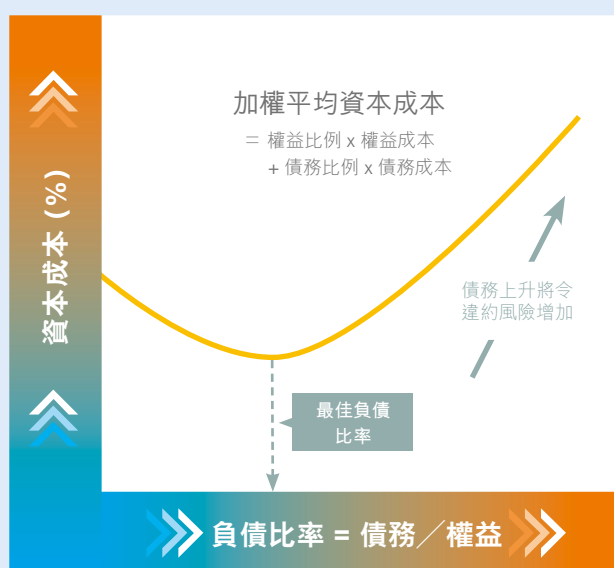 加權平均資本成本
= 權益比例 x 權益成本
+ 債務比例 x 債務成本
資本成本 (%)
債務上升將令
違約風險增加
最佳負債
比率
負債比率 = 債務／權益